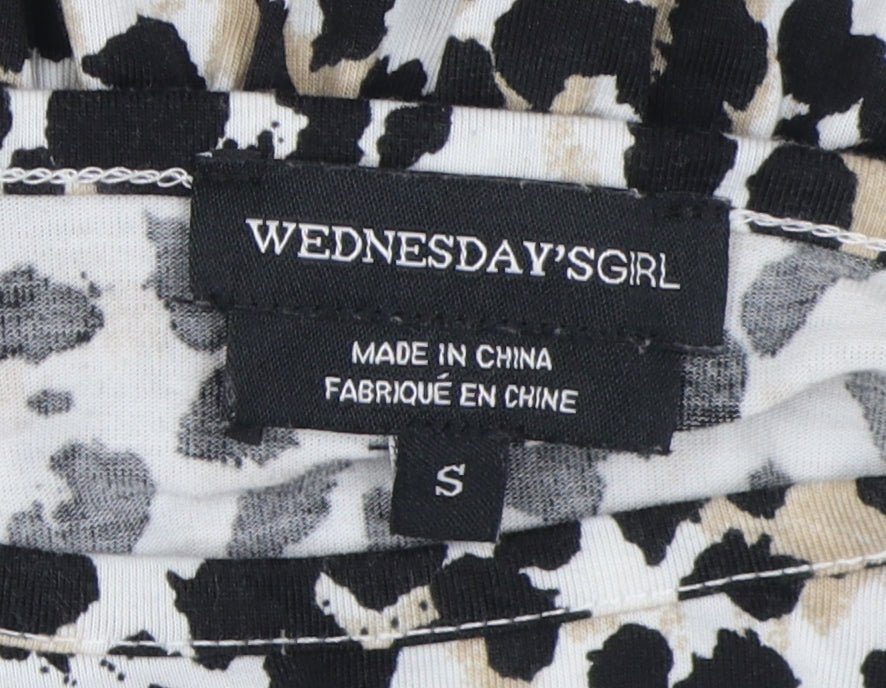 WEDNESDAY'SGIRL
MADE IN CHINA
FABRIQUÉ EN CHINE
S